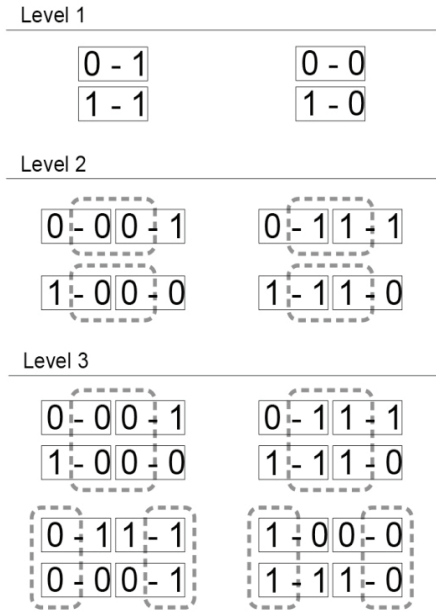 Level 1
0 - 1 0 - 0
1 - 1 1 - 0
Level 2
0 - 0 0 - 1 0 - 1 1 - 1
1 - 0 0 - 0 1 - 1 1 - 0
Level 3
0 - 0 0 - 1 0 - 1 1 - 1
1 - 0 0 - 0 1 - 1 1 - 0
0 - 1 1 - 1 1 - 0 0 - 0
0 - 0 0 - 1 1 - 1 1 - 0